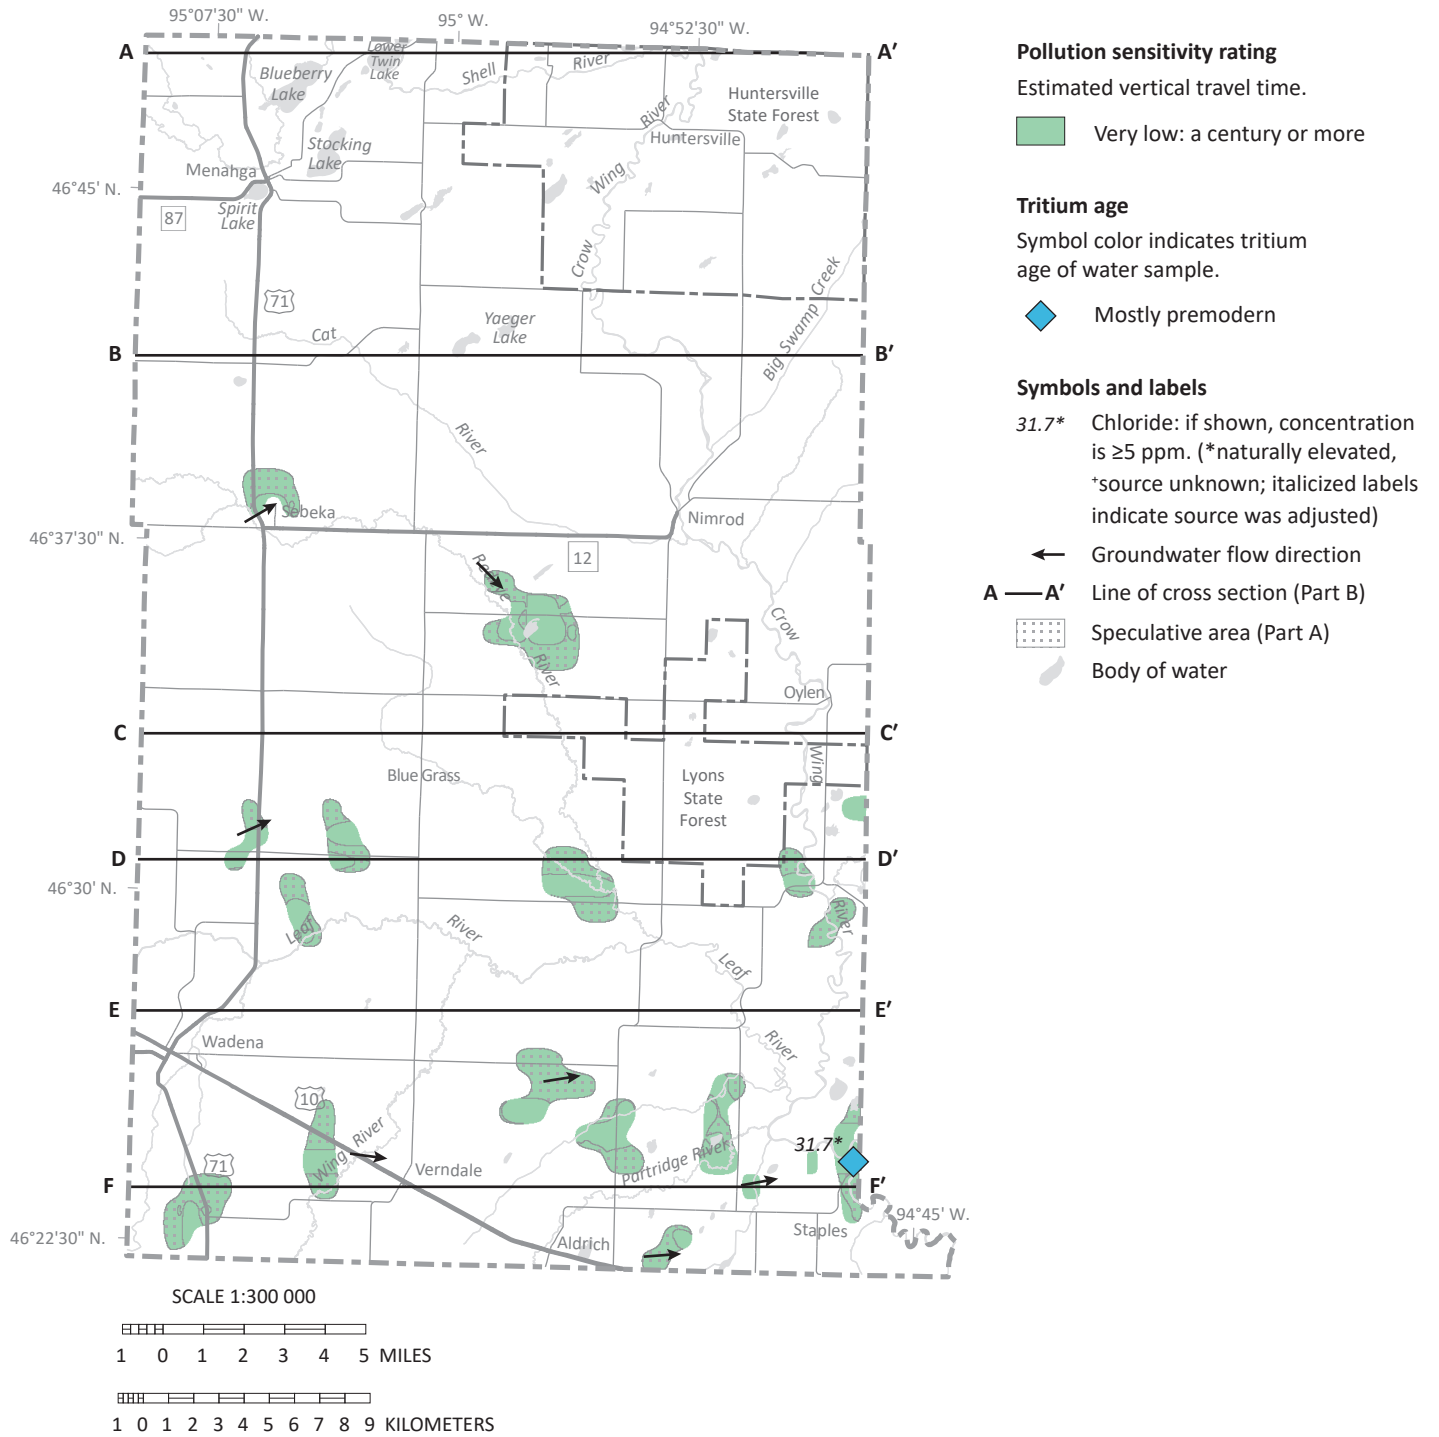 95°07'30" W.
95° W.
94°52'30" W.
A
A′
Lower
Twin
Lake
Blueberry
Lake
Shell
River
Huntersville
State Forest
River
Huntersville
Stocking
Lake
Menahga
46°45' N.
Wing
Spirit
Lake
87
Crow
71
Big Swamp Creek
Yaeger
Lake
Cat
B
B′
River
Sebeka
Nimrod
46°37'30" N.
12
River
Crow
Oylen
C
C′
Wing
Blue Grass
Lyons
State
Forest
D
D′
46°30' N.
River
Leaf
River
Leaf
E
E′
River
Wadena
10
Wing River
31.7*
71
Verndale
Partridge River
F
F′
94°45' W.
Staples
46°22'30" N.
Aldrich
SCALE 1:300 000
1 0 1 2 3 4 5 MILES
1 0 1 2 3 4 5 6 7 8 9 KILOMETERS
Pollution sensitivity rating
Estimated vertical travel time.
Very low: a century or more
Tritium age
Symbol color indicates tritium
age of water sample.
Mostly premodern
Symbols and labels
31.7* Chloride: if shown, concentration
is ≥5 ppm. (*naturally elevated,
⁺source unknown; italicized labels
indicate source was adjusted)
Groundwater flow direction
A — A′ Line of cross section (Part B)
Speculative area (Part A)
Body of water